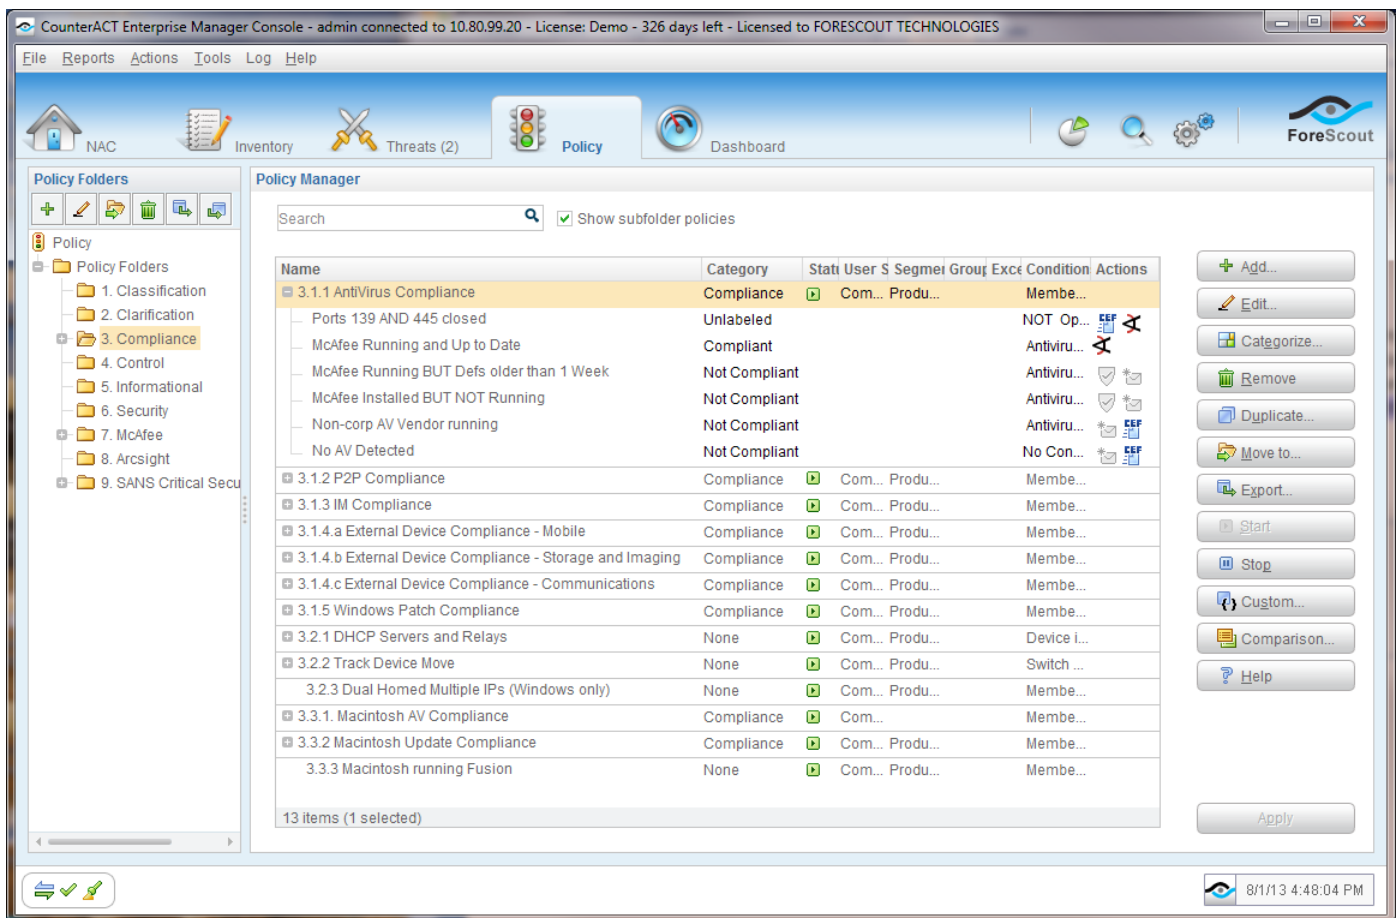 CounterACT Enterprise Manager Console - admin connected to 10.80.99.20 - License: Demo - 326 days left - Licensed to FORESCOUT TECHNOLOGIES
File Reports Actions Tools Log Help
NAC Inventory Threats (2) Policy Dashboard
ForeScout
Policy Folders
Policy
Policy Folders
1. Classification
2. Clarification
3. Compliance
4. Control
5. Informational
6. Security
7. McAfee
8. Arcsight
9. SANS Critical Secu
Policy Manager
Search Show subfolder policies
Name Category Statu User S Segmen Group Exce Condition Actions
3.1.1 AntiVirus Compliance Compliance Com... Produ... Membe...
Ports 139 AND 445 closed Unlabeled NOT Op... CEF
McAfee Running and Up to Date Compliant Antiviru...
McAfee Running BUT Defs older than 1 Week Not Compliant Antiviru...
McAfee Installed BUT NOT Running Not Compliant Antiviru...
Non-corp AV Vendor running Not Compliant Antiviru... CEF
No AV Detected Not Compliant No Con... CEF
3.1.2 P2P Compliance Compliance Com... Produ... Membe...
3.1.3 IM Compliance Compliance Com... Produ... Membe...
3.1.4.a External Device Compliance - Mobile Compliance Com... Produ... Membe...
3.1.4.b External Device Compliance - Storage and Imaging Compliance Com... Produ... Membe...
3.1.4.c External Device Compliance - Communications Compliance Com... Produ... Membe...
3.1.5 Windows Patch Compliance Compliance Com... Produ... Membe...
3.2.1 DHCP Servers and Relays None Com... Produ... Device i...
3.2.2 Track Device Move None Com... Produ... Switch ...
3.2.3 Dual Homed Multiple IPs (Windows only) None Com... Produ... Membe...
3.3.1. Macintosh AV Compliance Compliance Com... Membe...
3.3.2 Macintosh Update Compliance Compliance Com... Produ... Membe...
3.3.3 Macintosh running Fusion None Com... Produ... Membe...
13 items (1 selected)
Add...
Edit...
Categorize...
Remove
Duplicate...
Move to...
Export...
Start
Stop
Custom...
Comparison...
Help
Apply
8/1/13 4:48:04 PM